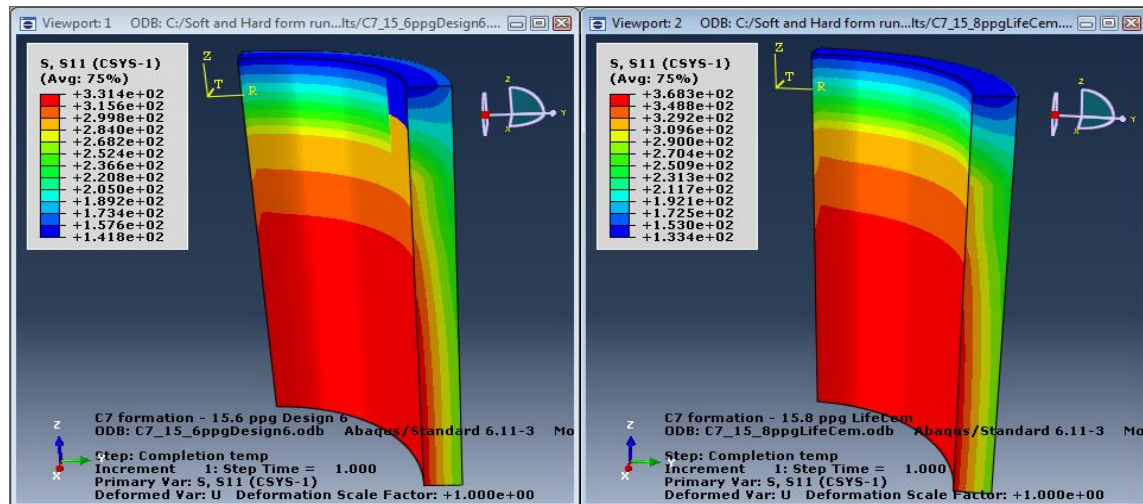 Viewport: 1 ODB: C:/Soft and Hard form run...lts/C7_15_6ppgDesign6....
S, S11 (CSYS-1)
(Avg: 75%)
+3.314e+02
+3.156e+02
+2.998e+02
+2.840e+02
+2.682e+02
+2.524e+02
+2.366e+02
+2.208e+02
+2.050e+02
+1.892e+02
+1.734e+02
+1.576e+02
+1.418e+02
Z
T
R
Z
Y
X
C7 formation - 15.6 ppg Design 6
ODB: C7_15_6ppgDesign6.odb Abaqus/Standard 6.11-3 Mo
Z
Y
X
Step: Completion temp
Increment 1: Step Time = 1.000
Primary Var: S, S11 (CSYS-1)
Deformed Var: U Deformation Scale Factor: +1.000e+00
Viewport: 2 ODB: C:/Soft and Hard form run...lts/C7_15_8ppgLifeCem....
S, S11 (CSYS-1)
(Avg: 75%)
+3.683e+02
+3.488e+02
+3.292e+02
+3.096e+02
+2.900e+02
+2.704e+02
+2.509e+02
+2.313e+02
+2.117e+02
+1.921e+02
+1.725e+02
+1.530e+02
+1.334e+02
Z
T
R
Z
Y
X
C7 formation - 15.8 ppg LifeCem
ODB: C7_15_8ppgLifeCem.odb Abaqus/Standard 6.11-3 Mo
Z
Y
X
Step: Completion temp
Increment 1: Step Time = 1.000
Primary Var: S, S11 (CSYS-1)
Deformed Var: U Deformation Scale Factor: +1.000e+00